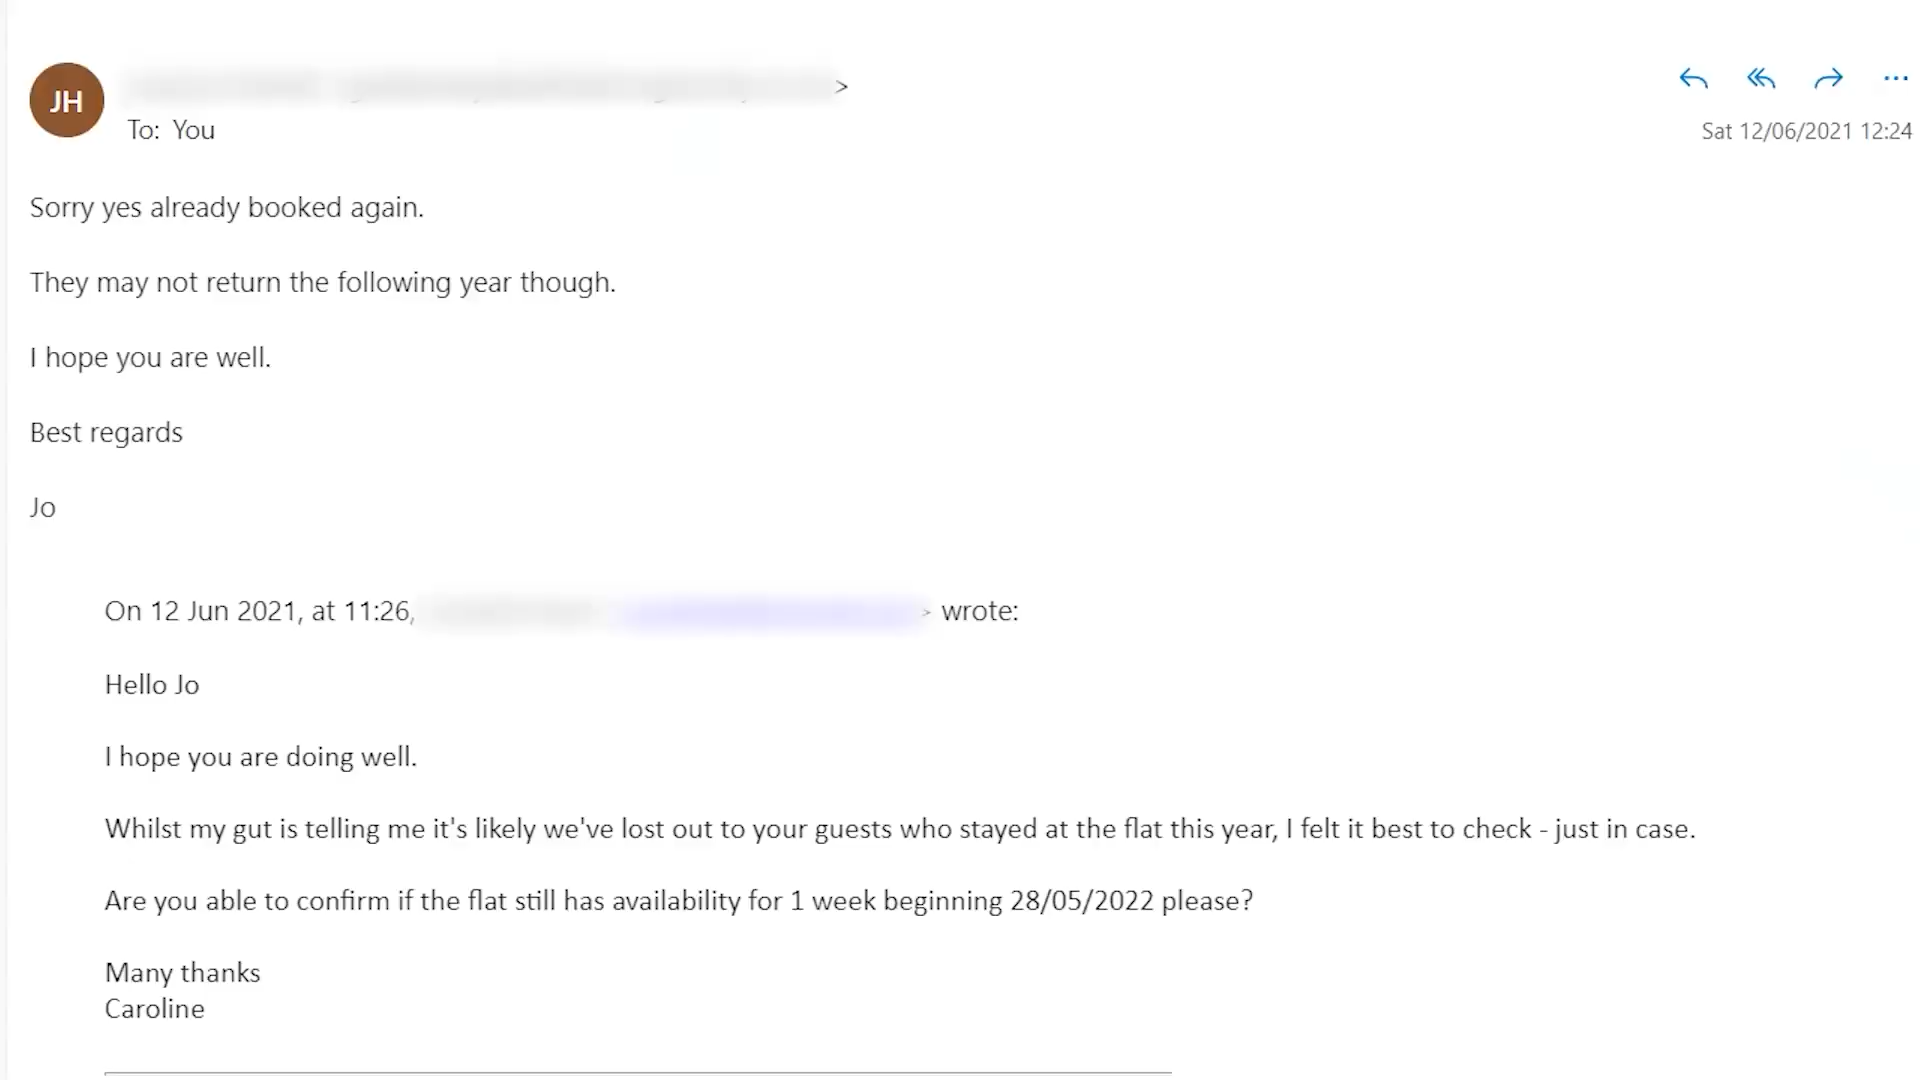 JH
>
To: You
Sat 12/06/2021 12:24
Sorry yes already booked again.
They may not return the following year though.
I hope you are well.
Best regards
Jo
On 12 Jun 2021, at 11:26, > wrote:
Hello Jo
I hope you are doing well.
Whilst my gut is telling me it's likely we've lost out to your guests who stayed at the flat this year, I felt it best to check - just in case.
Are you able to confirm if the flat still has availability for 1 week beginning 28/05/2022 please?
Many thanks
Caroline